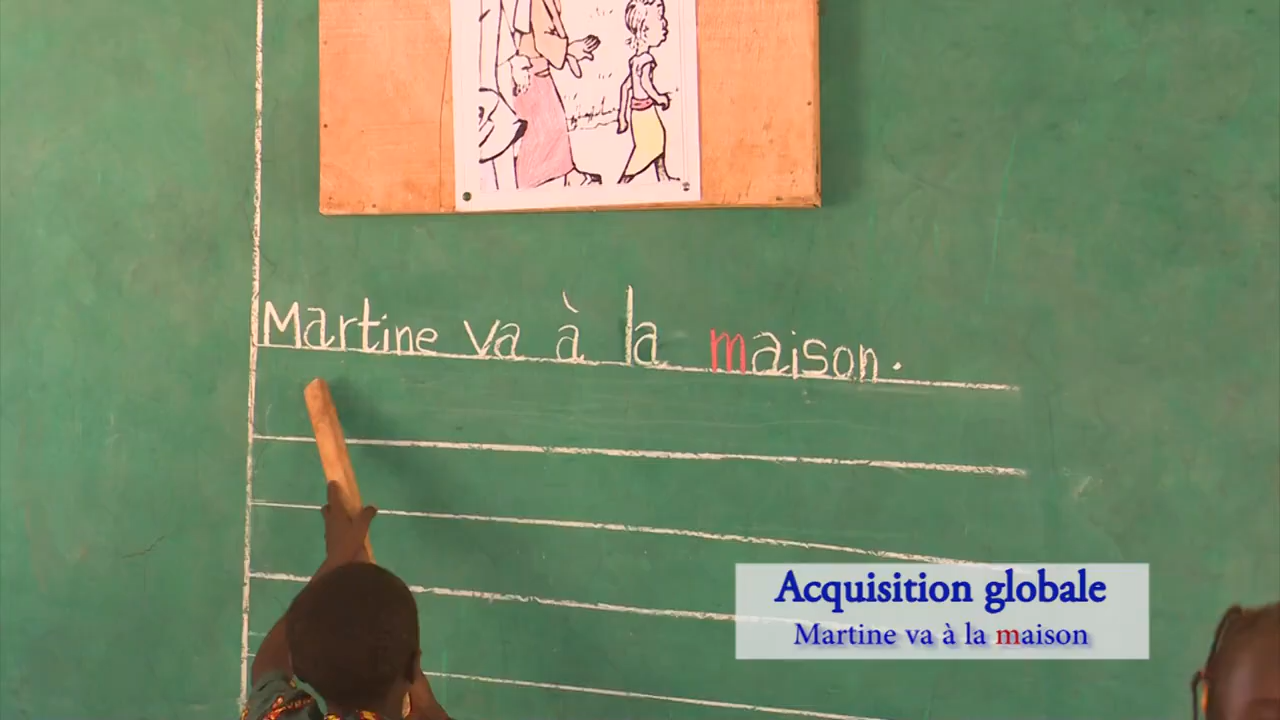 Martine va à la maison.
Acquisition globale
Martine va à la maison